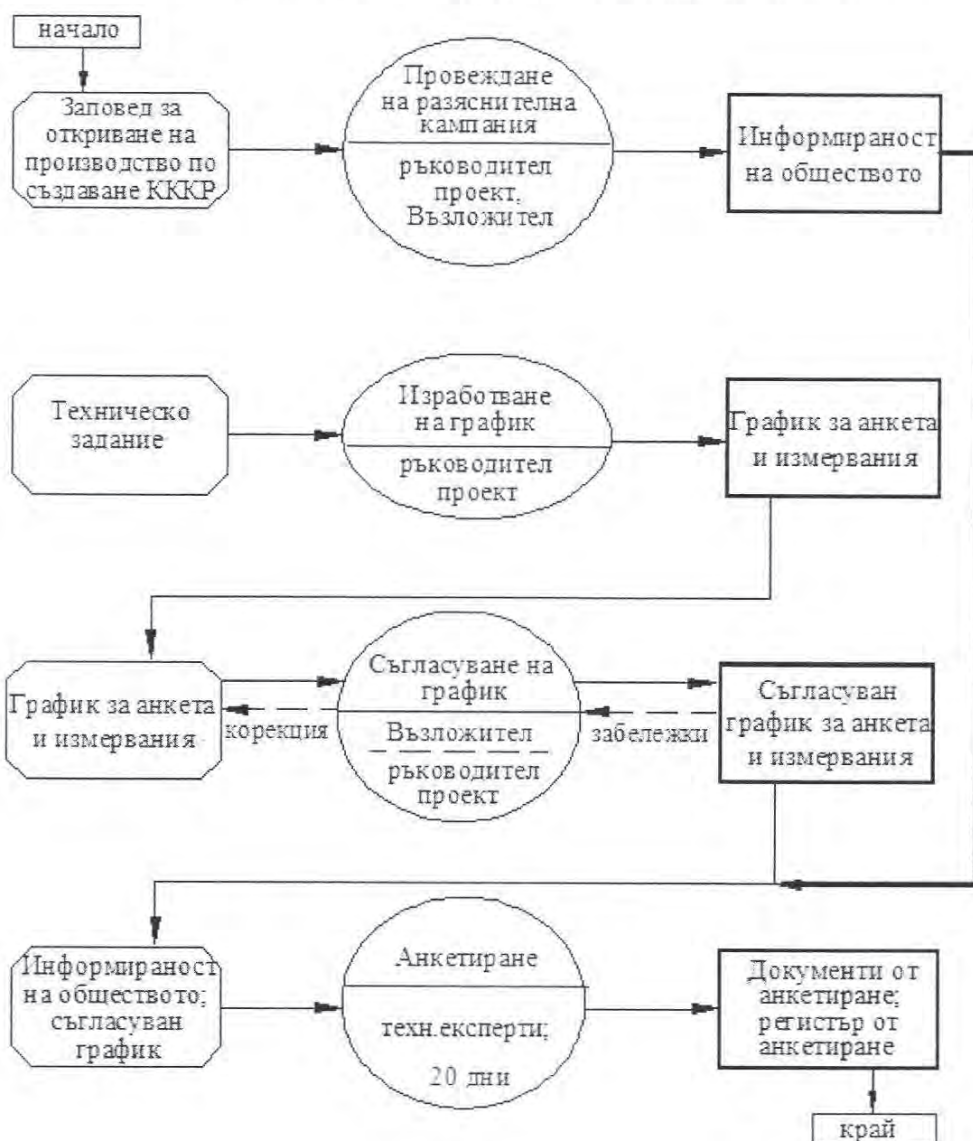 начало
Заповед за
откриване на
производство по
създаване КККР
Провеждане
на разяснителна
кампания
ръководител
проект,
Възложител
Информираност
на обществото
Техническо
задание
Изработване
на график
ръководител
проект
График за анкета
и измервания
График за анкета
и измервания
корекция
Съгласуване на
график
Възложител
ръководител
проект
забележки
Съгласуван
график за анкета
и измервания
Информираност
на обществото;
съгласуван
график
Анкетиране
техн.експерти;
20 дни
Документи от
анкетиране;
регистър от
анкетиране
край